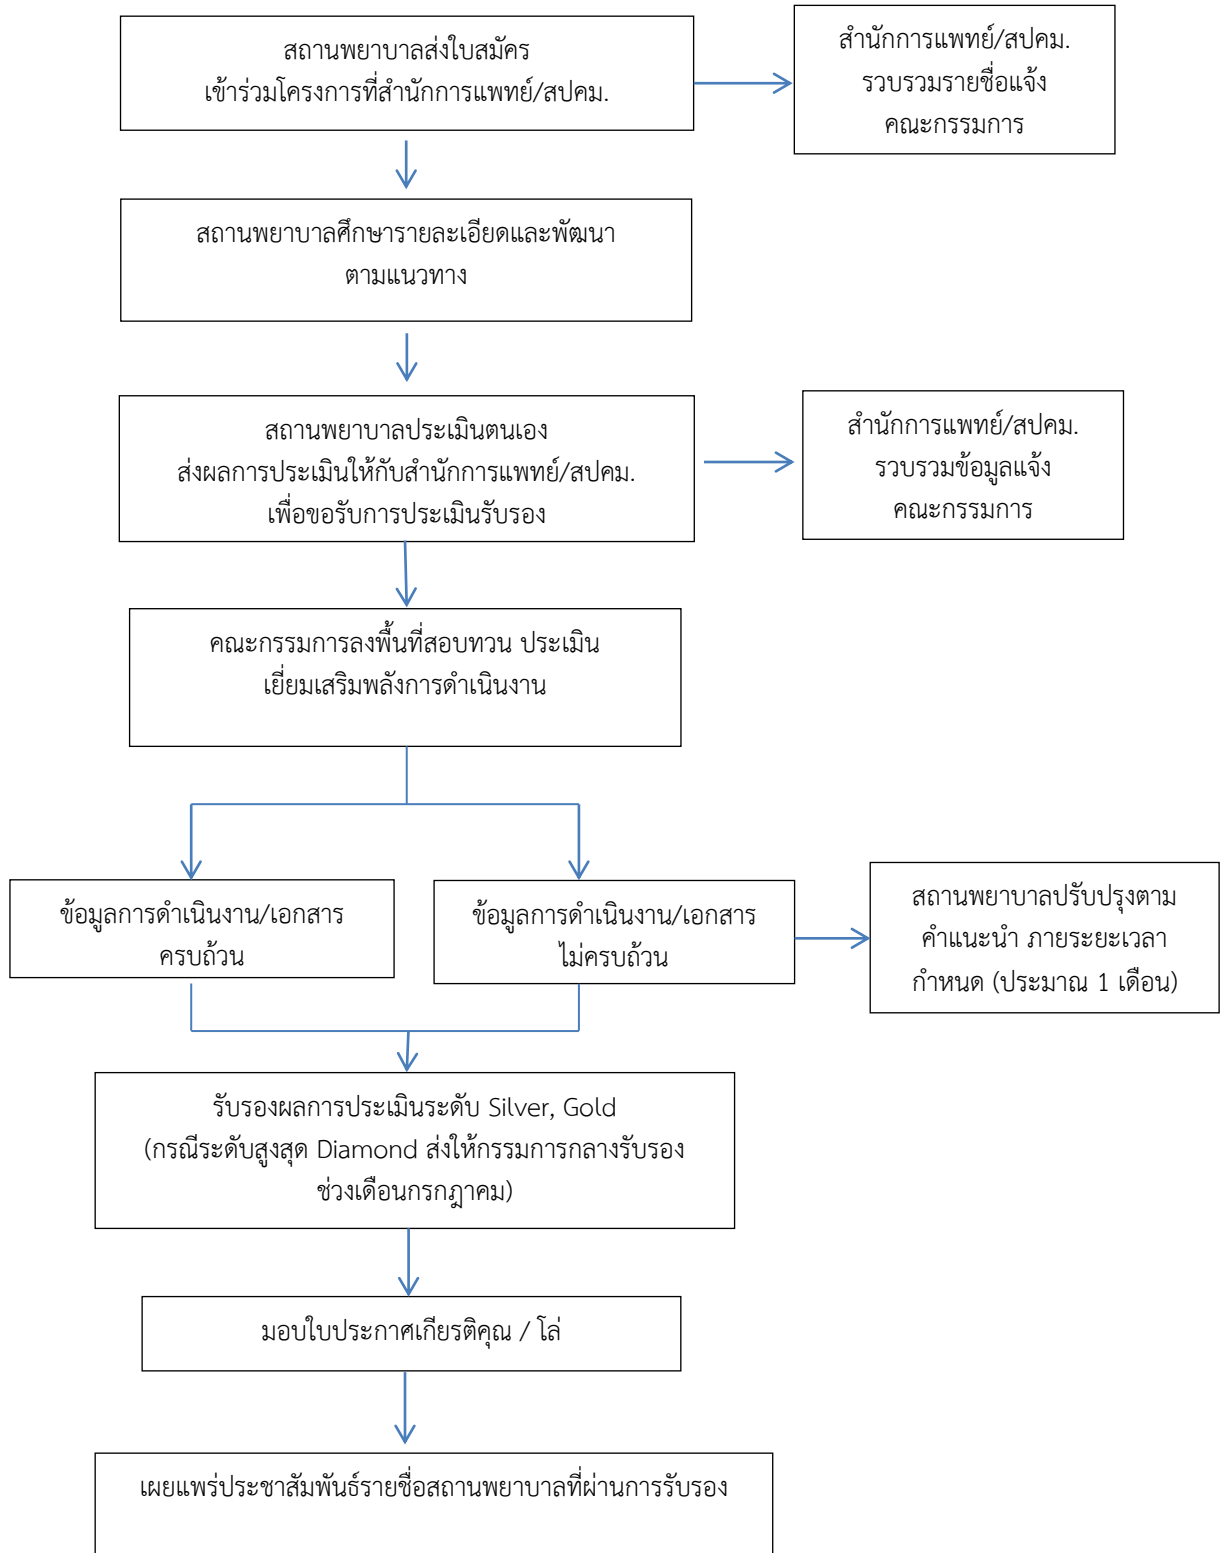 สถานพยาบาลส่งใบสมัคร
เข้าร่วมโครงการที่สำนักการแพทย์/สปคม.
สำนักการแพทย์/สปคม.
รวบรวมรายชื่อแจ้ง
คณะกรรมการ
สถานพยาบาลศึกษารายละเอียดและพัฒนา
ตามแนวทาง
สถานพยาบาลประเมินตนเอง
ส่งผลการประเมินให้กับสำนักการแพทย์/สปคม.
เพื่อขอรับการประเมินรับรอง
สำนักการแพทย์/สปคม.
รวบรวมข้อมูลแจ้ง
คณะกรรมการ
คณะกรรมการลงพื้นที่สอบทวน ประเมิน
เยี่ยมเสริมพลังการดำเนินงาน
ข้อมูลการดำเนินงาน/เอกสาร
ครบถ้วน
ข้อมูลการดำเนินงาน/เอกสาร
ไม่ครบถ้วน
สถานพยาบาลปรับปรุงตาม
คำแนะนำ ภายระยะเวลา
กำหนด (ประมาณ 1 เดือน)
รับรองผลการประเมินระดับ Silver, Gold
(กรณีระดับสูงสุด Diamond ส่งให้กรรมการกลางรับรอง
ช่วงเดือนกรกฎาคม)
มอบใบประกาศเกียรติคุณ / โล่
เผยแพร่ประชาสัมพันธ์รายชื่อสถานพยาบาลที่ผ่านการรับรอง